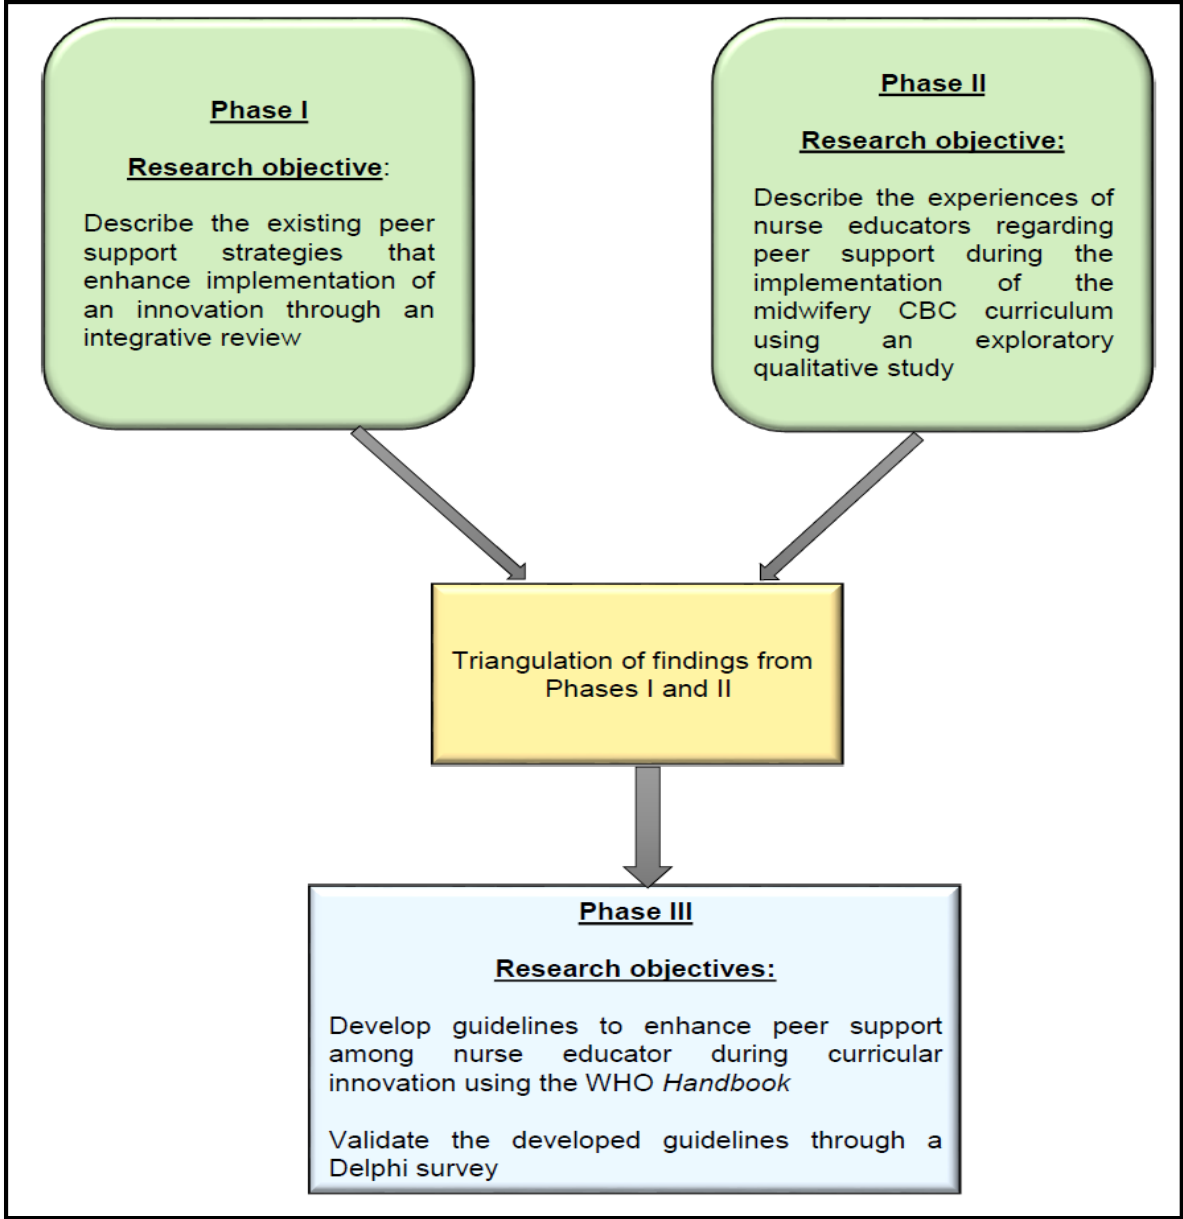 Phase I
Research objective:
Describe the existing peer
support strategies that
enhance implementation of
an innovation through an
integrative review
Phase II
Research objective:
Describe the experiences of
nurse educators regarding
peer support during the
implementation of the
midwifery CBC curriculum
using an exploratory
qualitative study
Triangulation of findings from
Phases I and II
Phase III
Research objectives:
Develop guidelines to enhance peer support
among nurse educator during curricular
innovation using the WHO Handbook
Validate the developed guidelines through a
Delphi survey